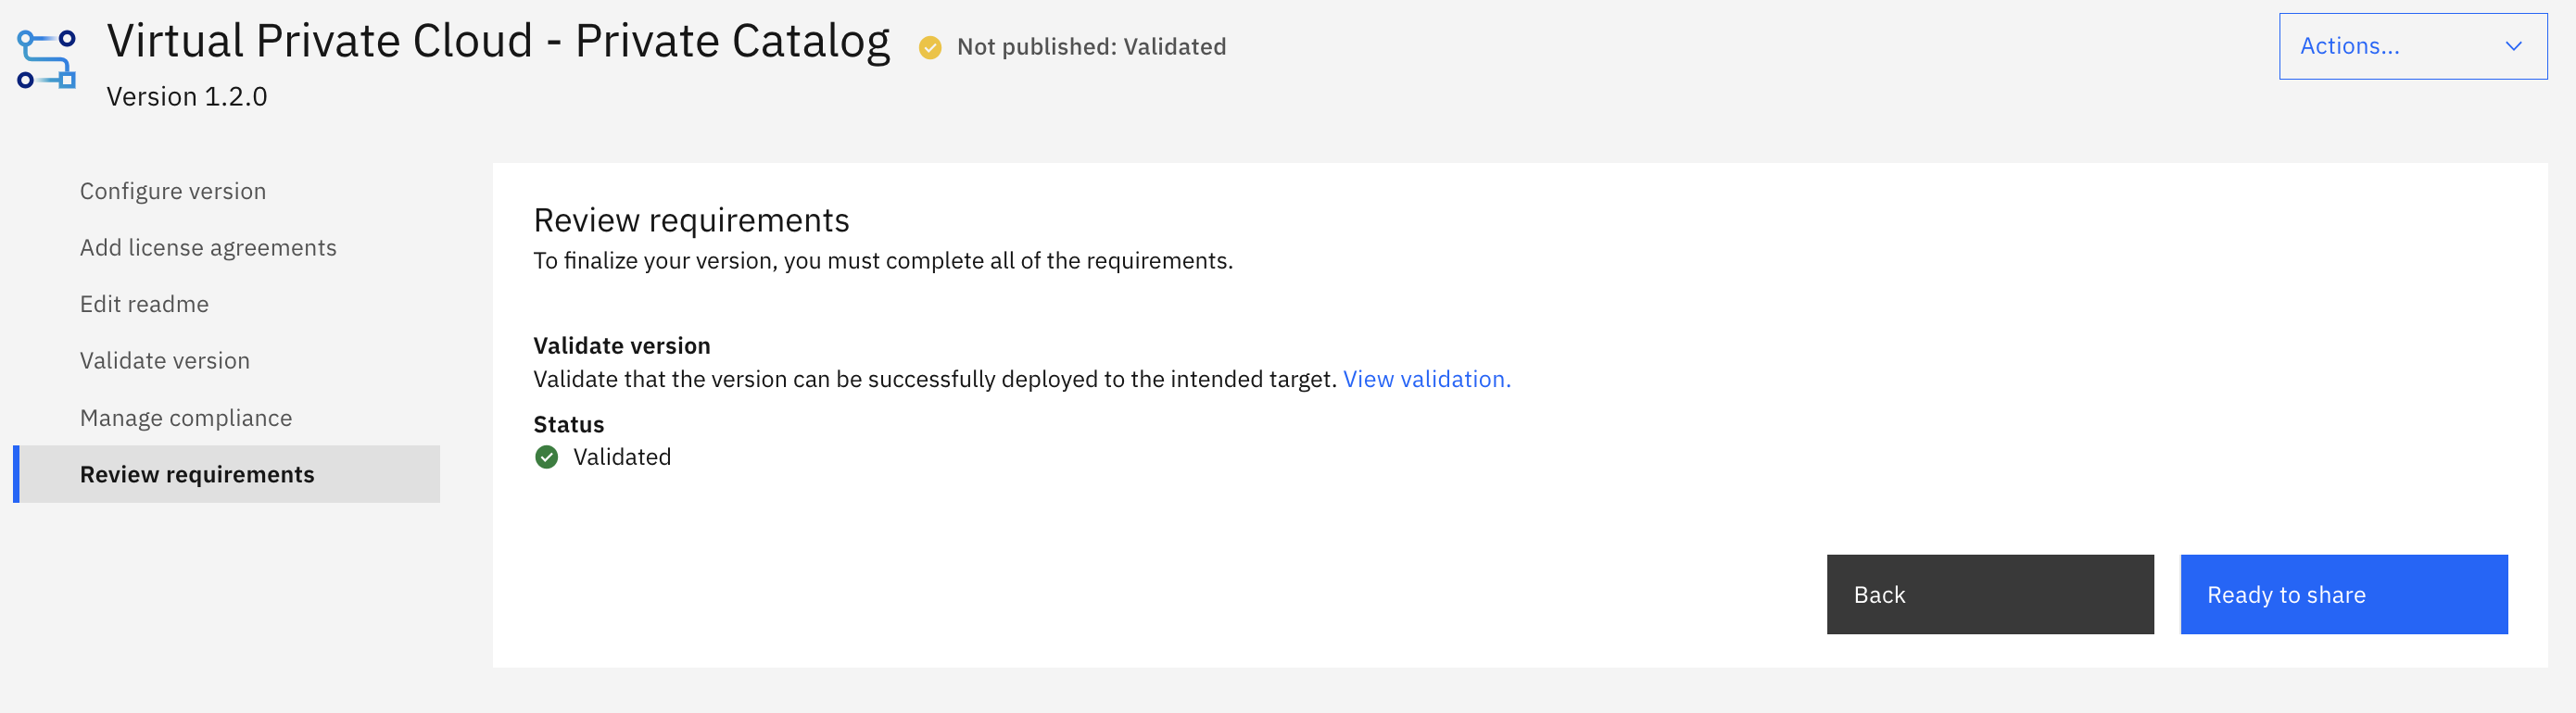 Virtual Private Cloud - Private Catalog
Not published: Validated
Actions...
Version 1.2.0
Configure version
Add license agreements
Edit readme
Validate version
Manage compliance
Review requirements
Review requirements
To finalize your version, you must complete all of the requirements.
Validate version
Validate that the version can be successfully deployed to the intended target. View validation.
Status
Validated
Back
Ready to share